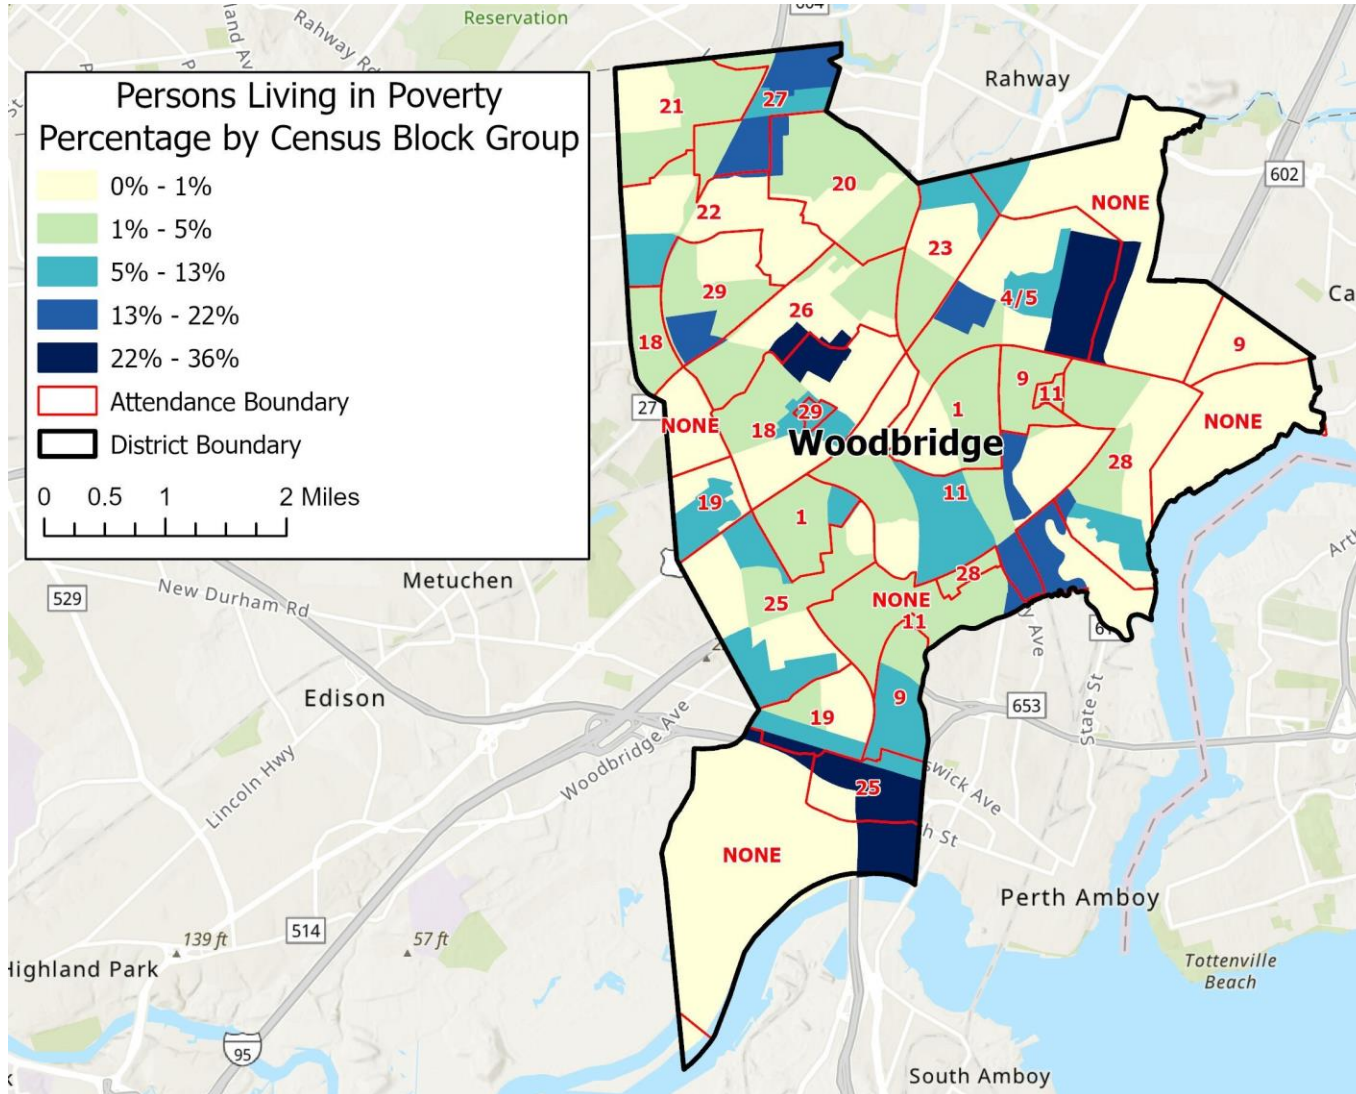 604
Reservation
Rahway Rd
Rahway
Persons Living in Poverty
Percentage by Census Block Group
0% - 1%
1% - 5%
5% - 13%
13% - 22%
22% - 36%
Attendance Boundary
District Boundary
0 0.5 1 2 Miles
21
27
20
22
NONE
602
23
29
4/5
26
18
9
9
11
27
1
29
18
NONE
NONE
Woodbridge
28
11
19
1
Metuchen
28
529
New Durham Rd
25
NONE
11
Edison
9
653
State St
19
Woodbridge Ave
Lincoln Hwy
25
NONE
Perth Amboy
514
139 ft
57 ft
Highland Park
Tottenville
Beach
95
South Amboy